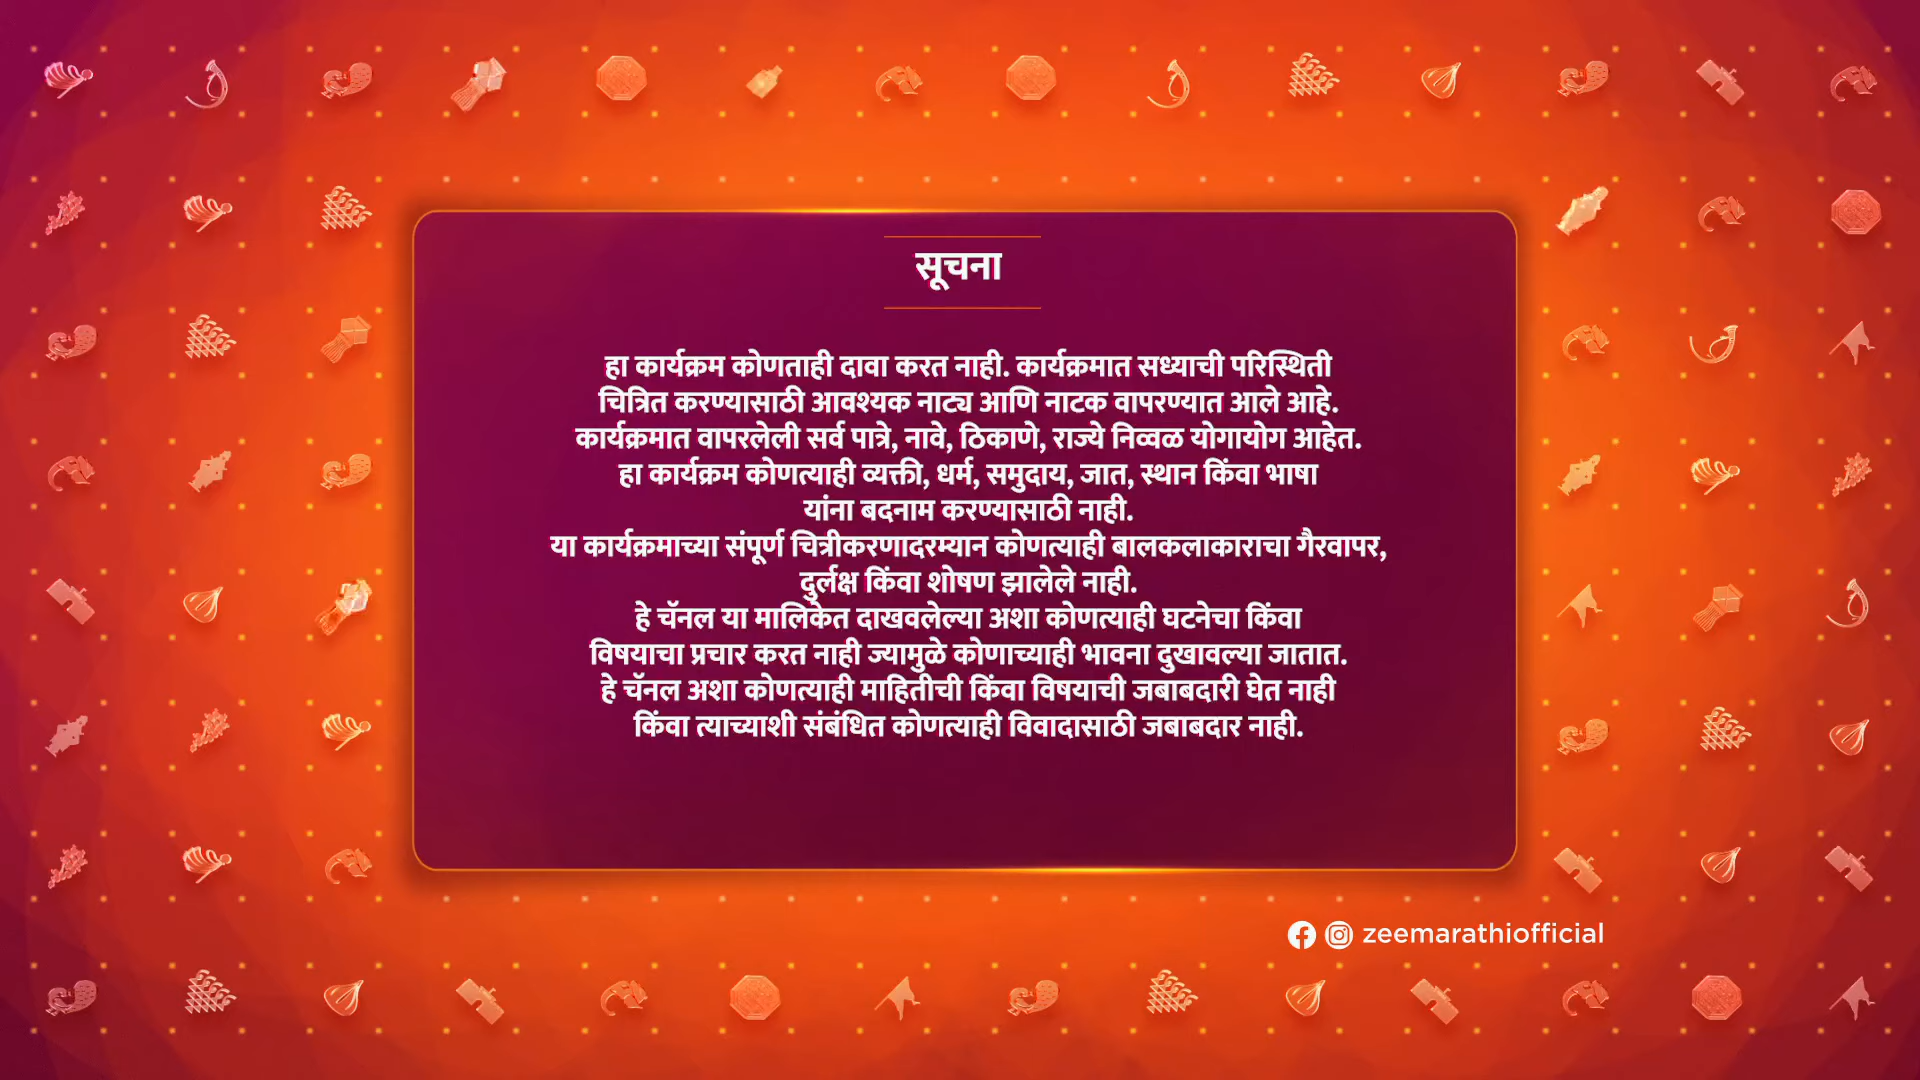 सूचना
हा कार्यक्रम कोणताही दावा करत नाही. कार्यक्रमात सध्याची परिस्थिती
चित्रित करण्यासाठी आवश्यक नाट्य आणि नाटक वापरण्यात आले आहे.
कार्यक्रमात वापरलेली सर्व पात्रे, नावे, ठिकाणे, राज्ये निव्वळ योगायोग आहेत.
हा कार्यक्रम कोणत्याही व्यक्ती, धर्म, समुदाय, जात, स्थान किंवा भाषा
यांना बदनाम करण्यासाठी नाही.
या कार्यक्रमाच्या संपूर्ण चित्रीकरणादरम्यान कोणत्याही बालकलाकाराचा गैरवापर,
दुर्लक्ष किंवा शोषण झालेले नाही.
हे चॅनल या मालिकेत दाखवलेल्या अशा कोणत्याही घटनेचा किंवा
विषयाचा प्रचार करत नाही ज्यामुळे कोणाच्याही भावना दुखावल्या जातात.
हे चॅनल अशा कोणत्याही माहितीची किंवा विषयाची जबाबदारी घेत नाही
किंवा त्याच्याशी संबंधित कोणत्याही विवादासाठी जबाबदार नाही.
zeemarathiofficial